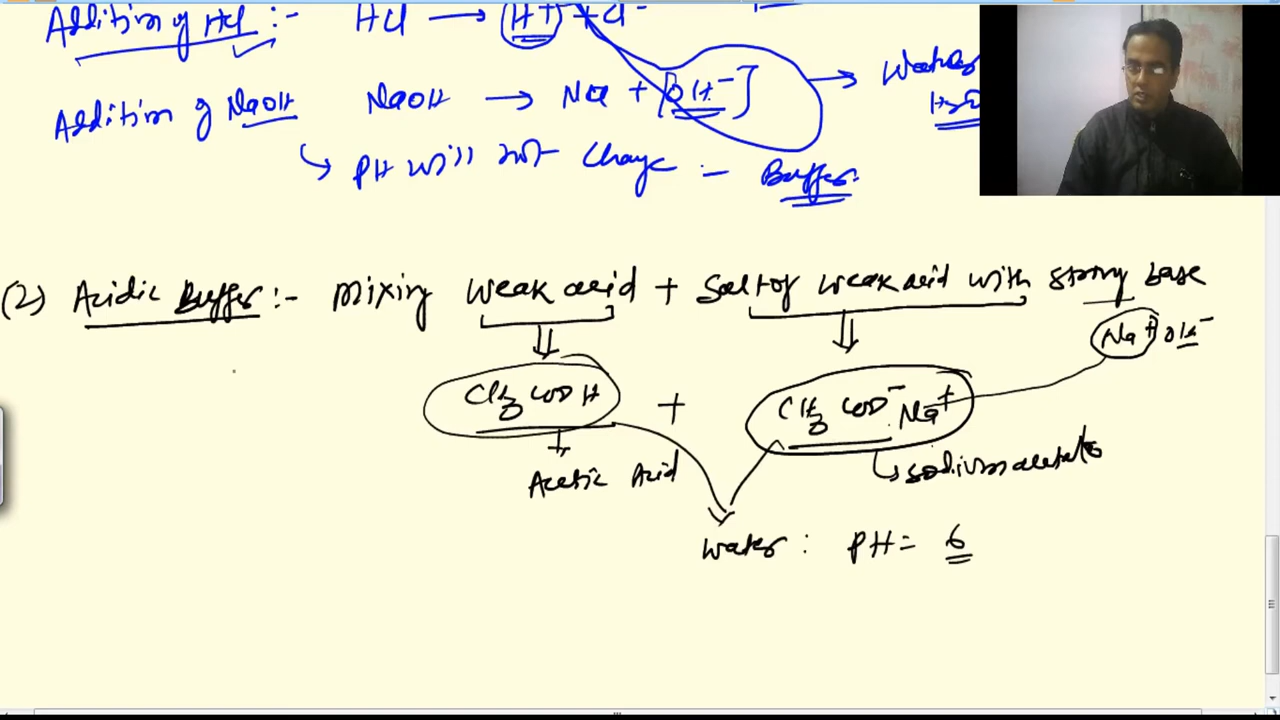 Addition of HCl :- HCl ⟶ (H+) + Cl-
Addition of NaOH NaOH ⟶ Na + [OH-] → Water
H2O
↳ PH will not change - Buffer.
(2) Acidic Buffer :- Mixing weak acid + Salt of weak acid with strong base
Na+ OH-
CH3COOH + CH3COO- Na+
Acetic Acid ↳ Sodium acetate
Water : PH = 6